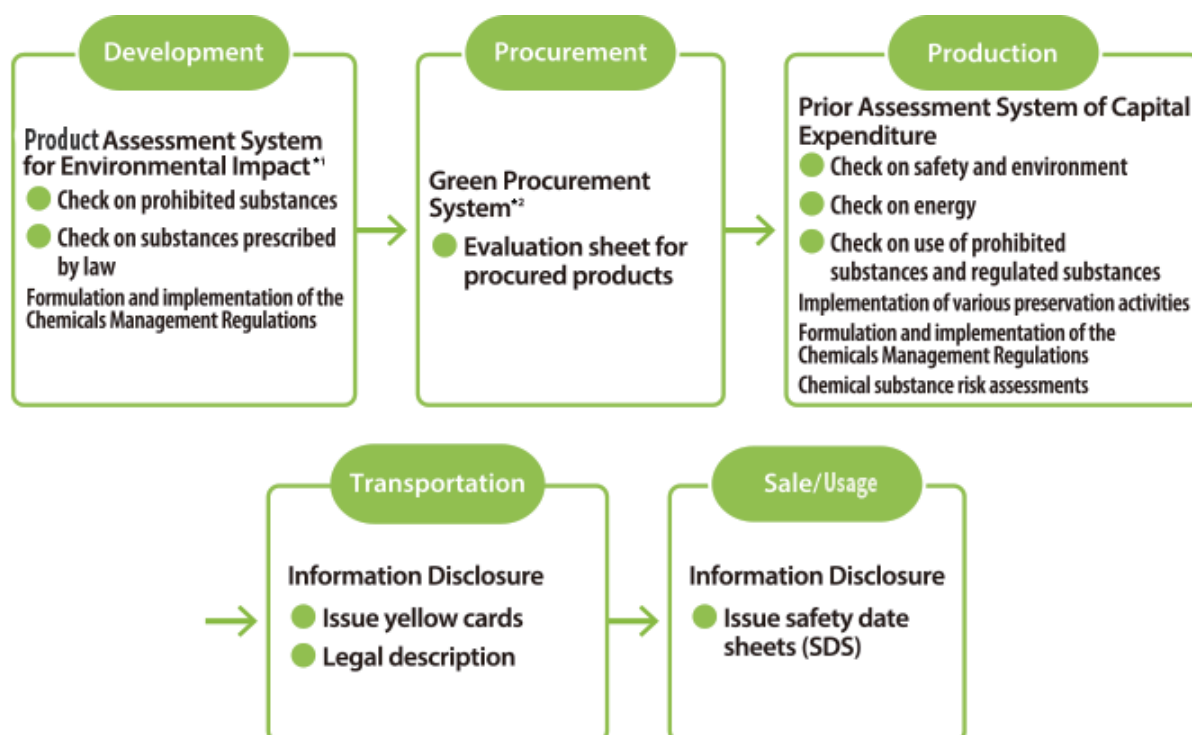 Development
Product Assessment System
for Environmental Impact*1
Check on prohibited substances
Check on substances prescribed
by law
Formulation and implementation of the
Chemicals Management Regulations
Procurement
Green Procurement
System*2
Evaluation sheet for
procured products
Production
Prior Assessment System of Capital
Expenditure
Check on safety and environment
Check on energy
Check on use of prohibited
substances and regulated substances
Implementation of various preservation activities
Formulation and implementation of the
Chemicals Management Regulations
Chemical substance risk assessments
Transportation
Information Disclosure
Issue yellow cards
Legal description
Sale/Usage
Information Disclosure
Issue safety date
sheets (SDS)